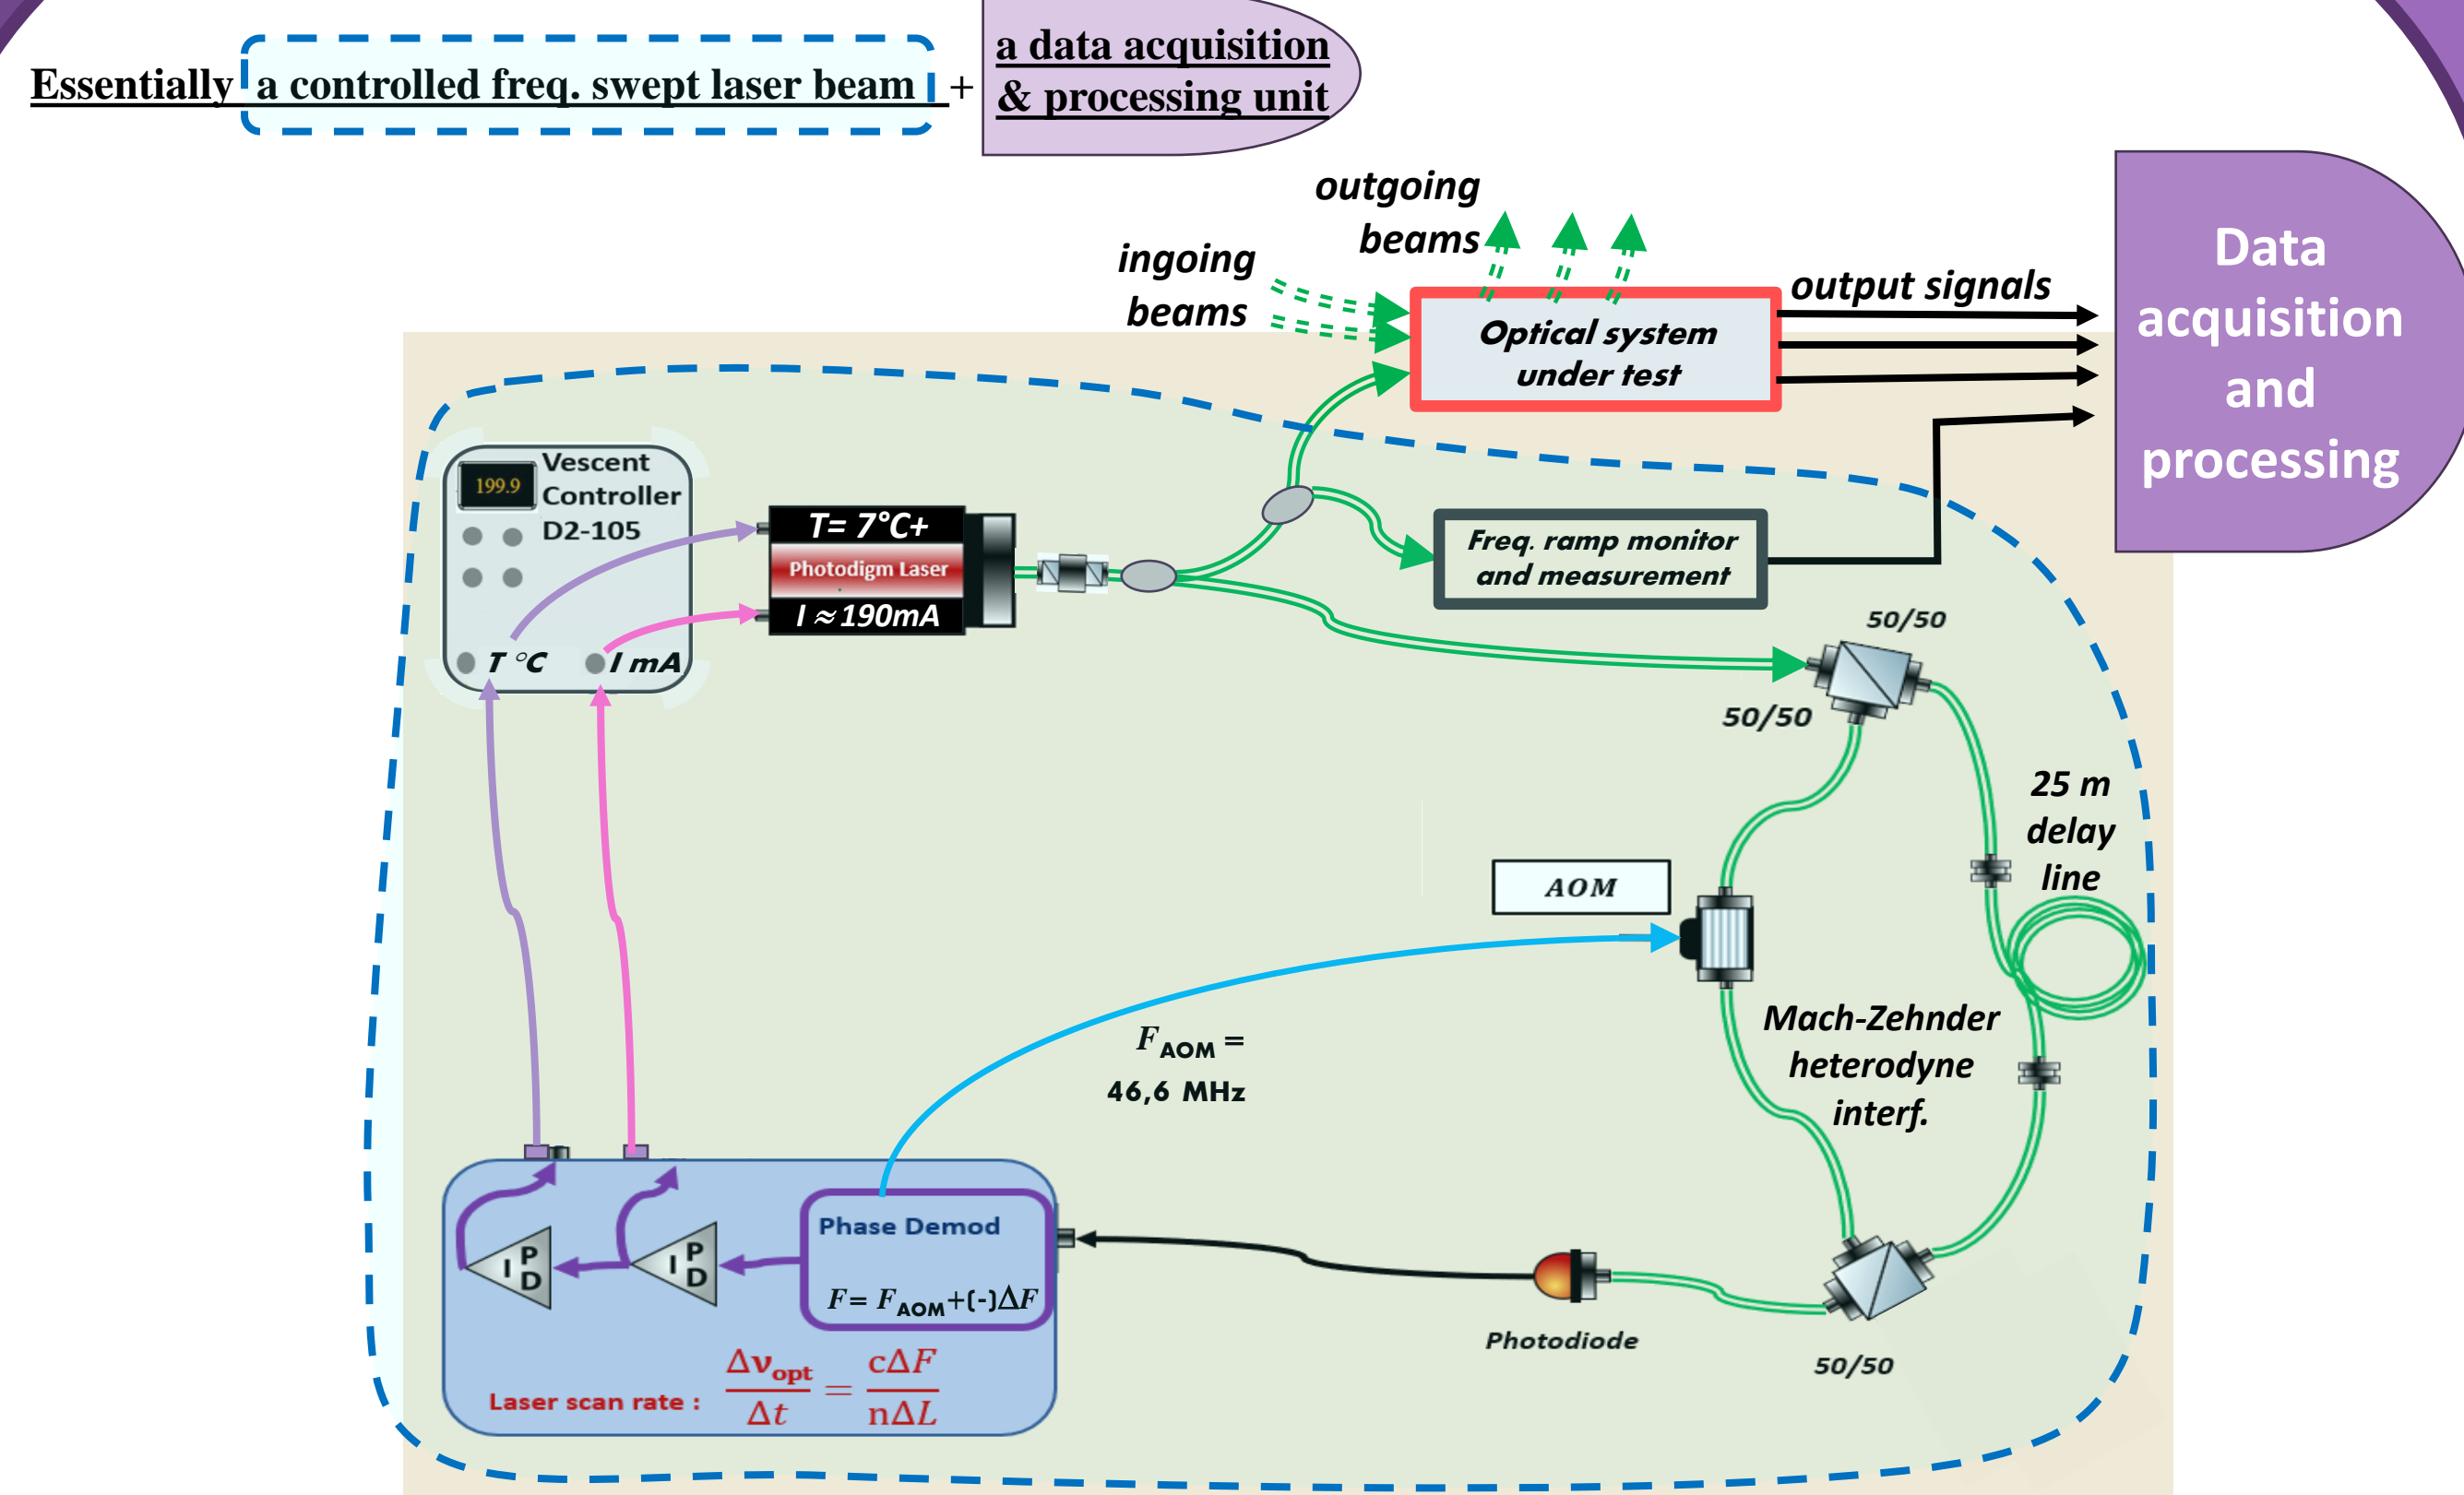 Essentially a controlled freq. swept laser beam +
a data acquisition
& processing unit
outgoing
beams
ingoing
beams
Optical system
under test
output signals
Data
acquisition
and
processing
199.9
Vescent
Controller
D2-105
T °C
I mA
T= 7°C+
Photodigm Laser
I ≈190mA
Freq. ramp monitor
and measurement
50/50
50/50
25 m
delay
line
AOM
Mach-Zehnder
heterodyne
interf.
F AOM =
46,6 MHz
Phase Demod
F= F AOM+(-)ΔF
P
I
D
P
I
D
Laser scan rate : Δν opt / Δt = cΔF / nΔL
Photodiode
50/50